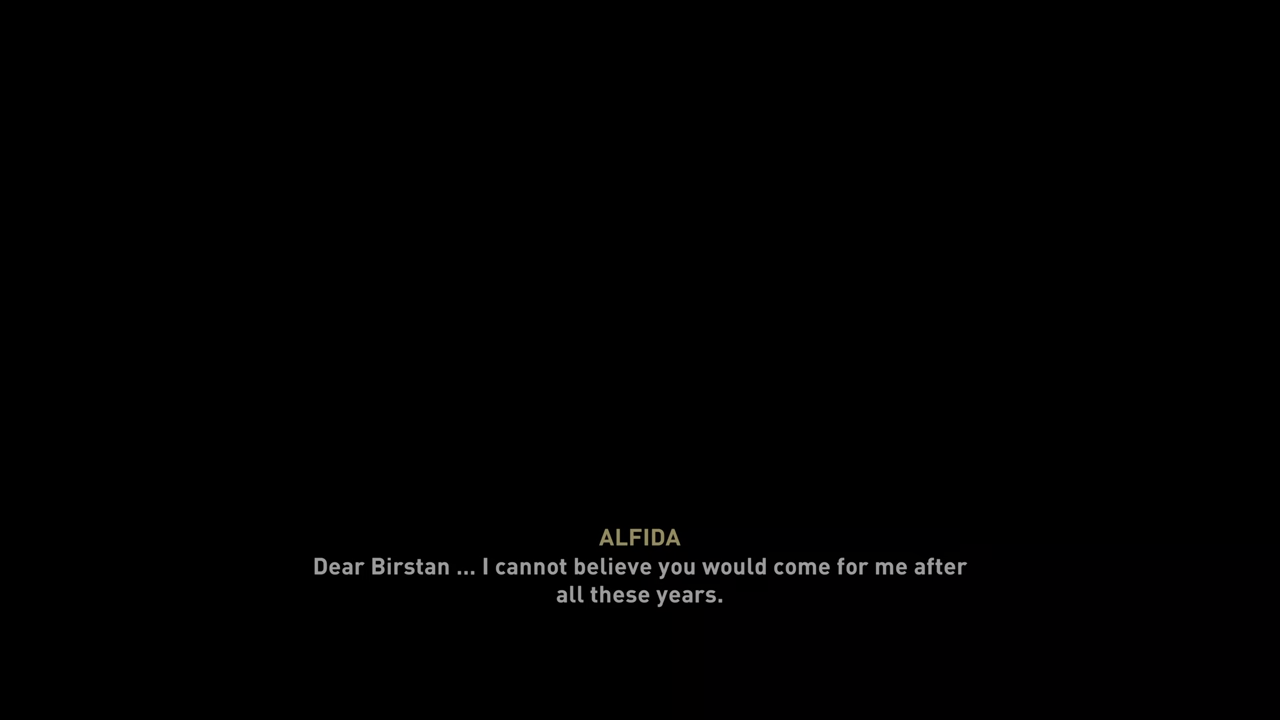 ALFIDA
Dear Birstan ... I cannot believe you would come for me after
all these years.